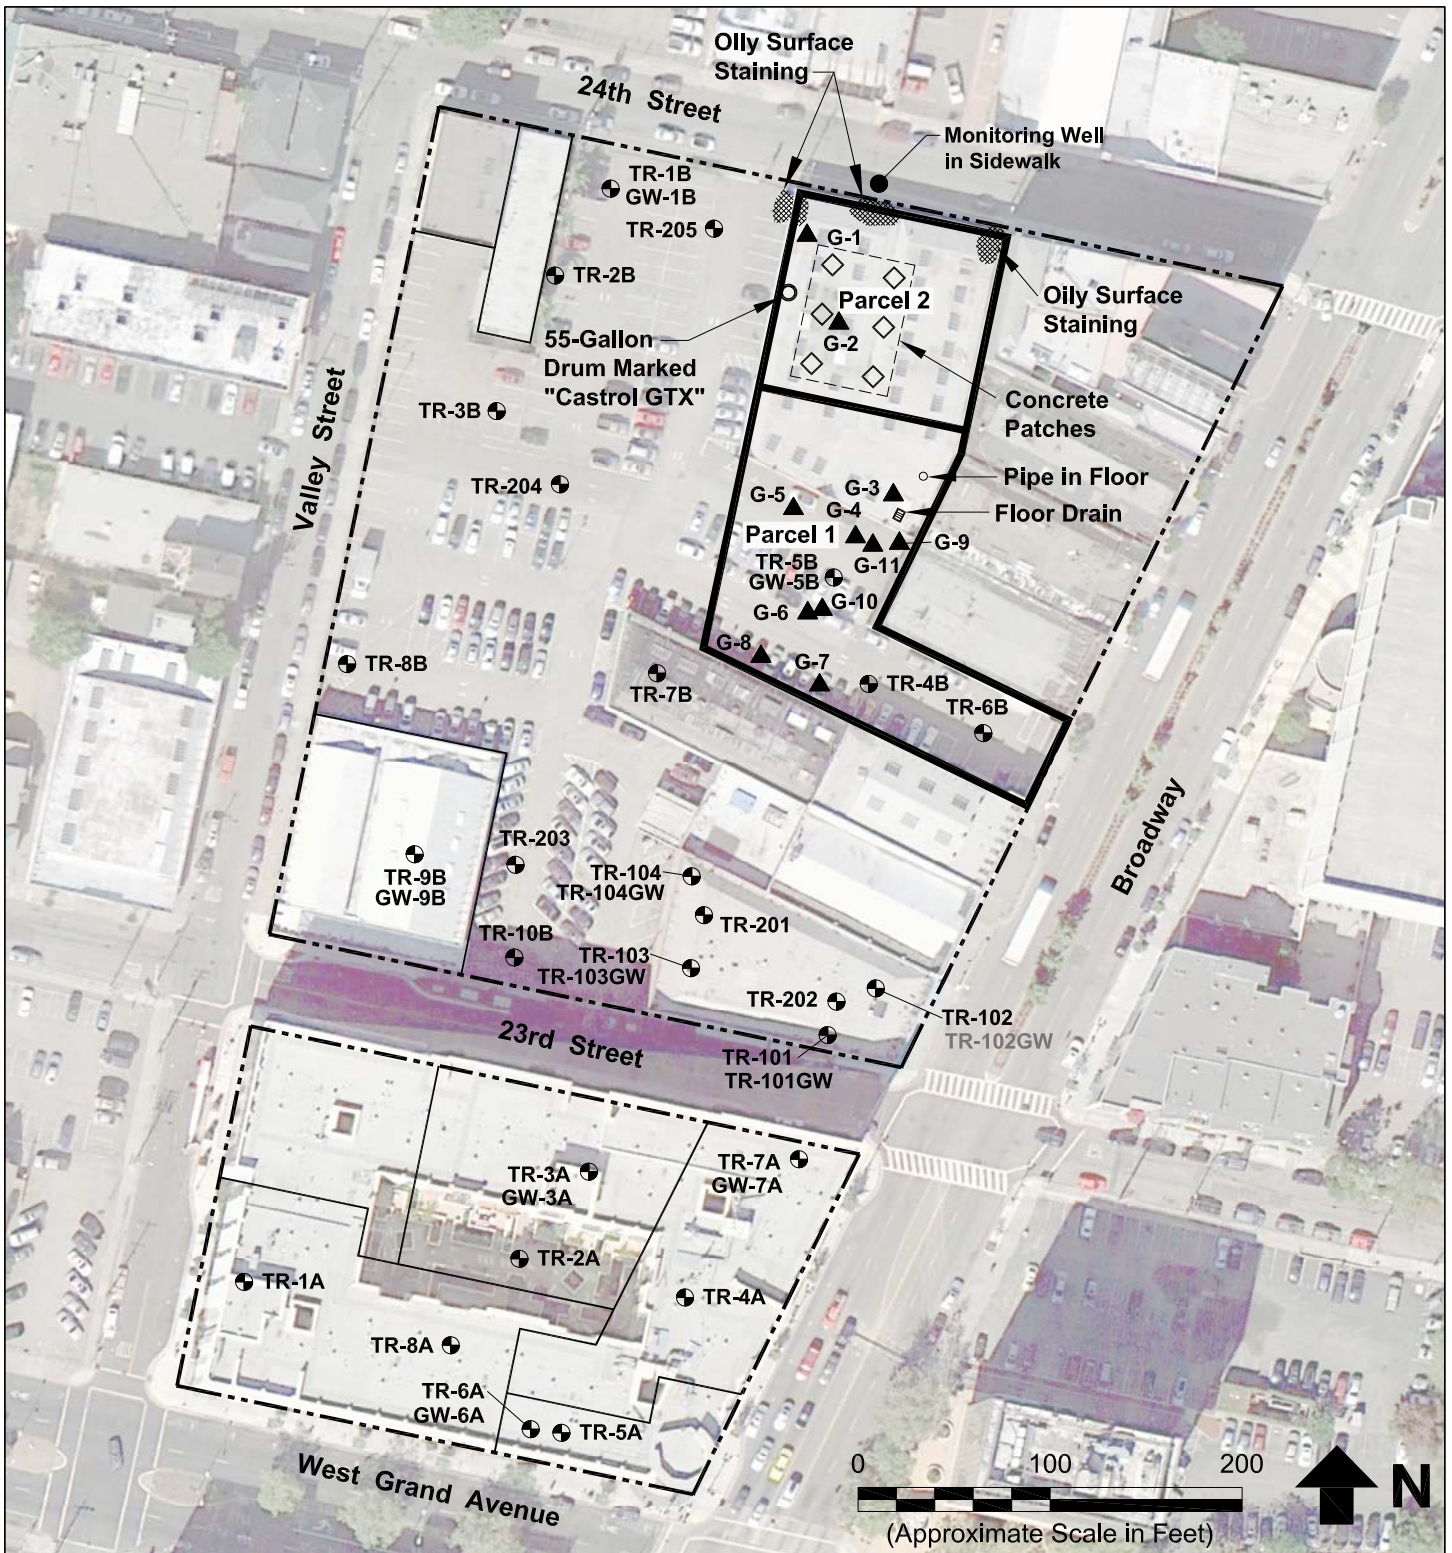 Olly Surface
Staining
24th Street
Monitoring Well
in Sidewalk
TR-1B
GW-1B
TR-205
G-1
TR-2B
Parcel 2
G-2
Oily Surface
Staining
55-Gallon
Drum Marked
"Castrol GTX"
Concrete
Patches
Valley Street
TR-3B
TR-204
Pipe in Floor
G-5
G-3
G-4
Floor Drain
Parcel 1
G-9
G-11
TR-5B
GW-5B
G-10
G-6
G-8
G-7
TR-8B
TR-7B
TR-4B
TR-6B
Broadway
TR-203
TR-9B
GW-9B
TR-104
TR-104GW
TR-201
TR-10B
TR-103
TR-103GW
TR-202
TR-102
TR-102GW
23rd Street
TR-101
TR-101GW
TR-3A
GW-3A
TR-7A
GW-7A
TR-2A
TR-1A
TR-4A
TR-8A
TR-6A
GW-6A
TR-5A
West Grand Avenue
0 100 200
(Approximate Scale in Feet)
N